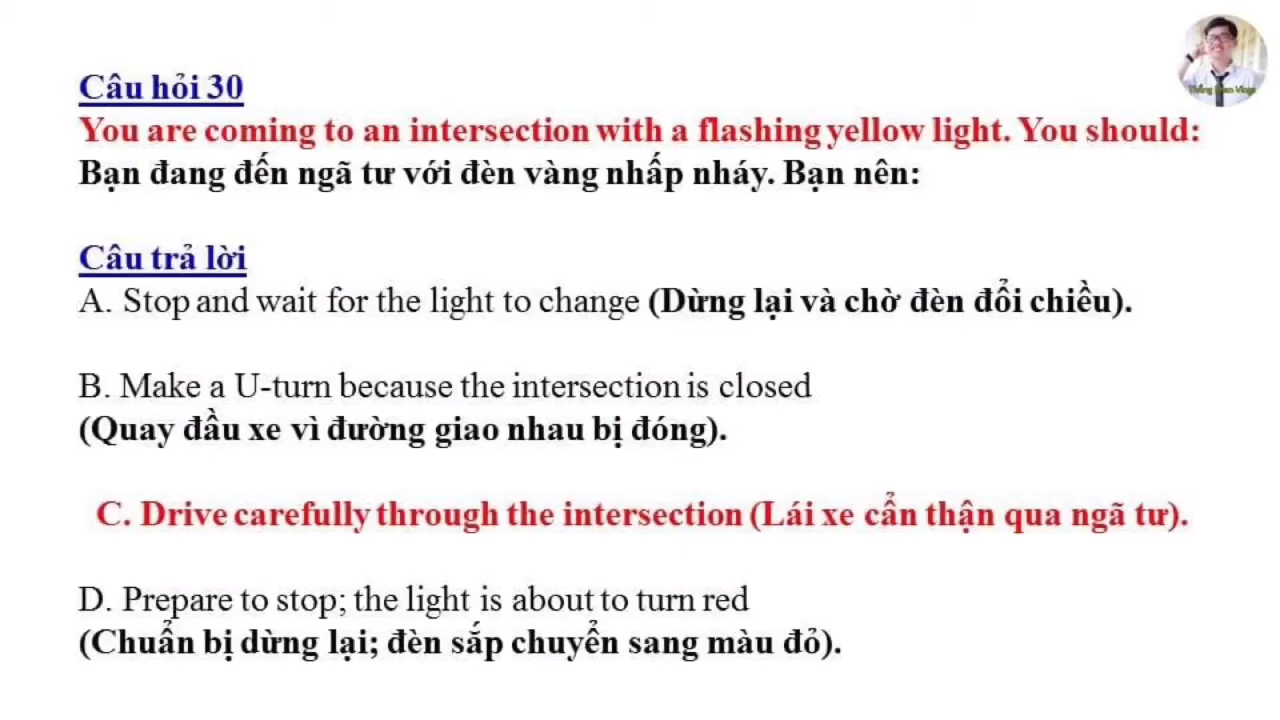 Câu hỏi 30
You are coming to an intersection with a flashing yellow light. You should:
Bạn đang đến ngã tư với đèn vàng nhấp nháy. Bạn nên:
Câu trả lời
A. Stop and wait for the light to change (Dừng lại và chờ đèn đổi chiều).
B. Make a U-turn because the intersection is closed
(Quay đầu xe vì đường giao nhau bị đóng).
C. Drive carefully through the intersection (Lái xe cẩn thận qua ngã tư).
D. Prepare to stop; the light is about to turn red
(Chuẩn bị dừng lại; đèn sắp chuyển sang màu đỏ).